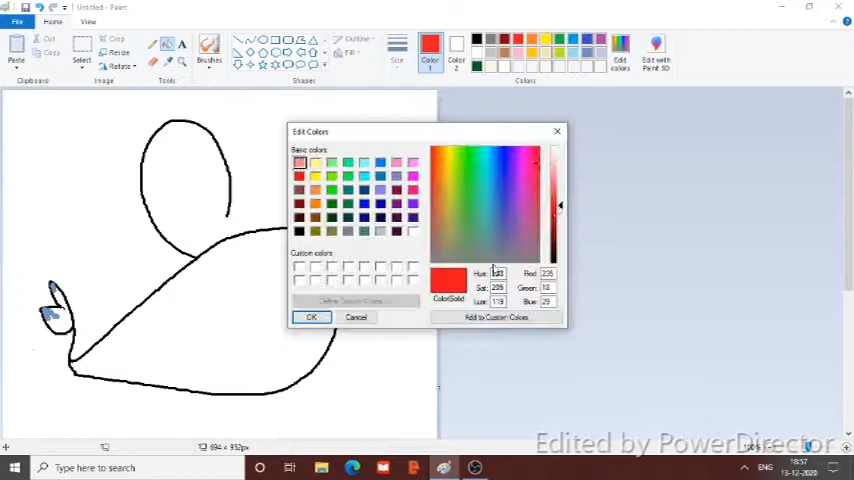 Untitled - Paint
File Home View
Cut
Copy
Paste
Clipboard
Select
Crop
Resize
Rotate
Image
Tools
Brushes
Outline
Fill
Shapes
Size
Color 1
Color 2
Edit colors
Edit with Paint 3D
Colors
Edit Colors
Basic colors:
Custom colors:
Define Custom Colors >>
OK
Cancel
Color|Solid
Hue:
Sat: 205
Lum: 119
Red: 235
Green: 18
Blue: 29
Add to Custom Colors
694 × 952px
100%
Edited by PowerDirector
Type here to search
ENG
18:57
13-12-2020